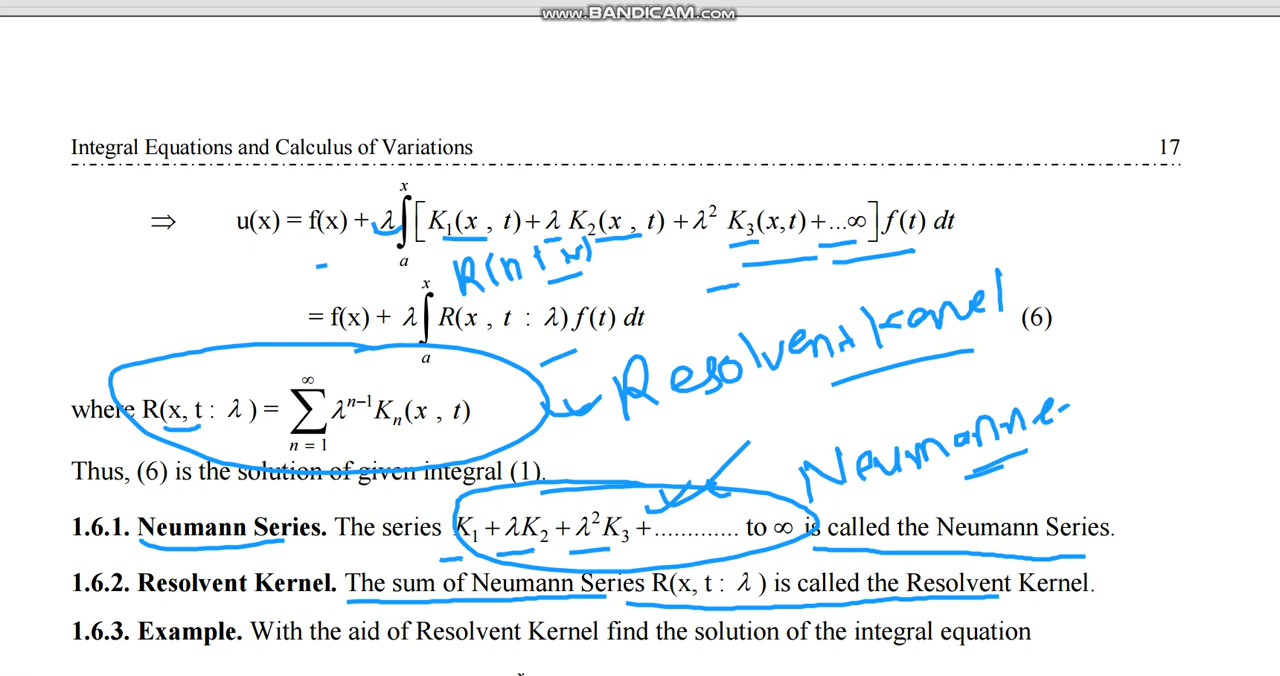 www.BANDICAM.com
Integral Equations and Calculus of Variations 17
⇒ u(x) = f(x) + λ ∫ₐˣ [ K₁(x , t) + λ K₂(x , t) + λ² K₃(x,t) + ...∞ ] f(t) dt
= f(x) + λ ∫ₐˣ R(x , t : λ) f(t) dt (6)
Resolvent Kernel
where R(x, t : λ) = ∑ₙ₌₁^∞ λⁿ⁻¹ Kₙ(x , t)
Thus, (6) is the solution of given integral (1).
Neumanne
1.6.1. Neumann Series. The series K₁ + λK₂ + λ²K₃ + ............. to ∞ is called the Neumann Series.
1.6.2. Resolvent Kernel. The sum of Neumann Series R(x, t : λ ) is called the Resolvent Kernel.
1.6.3. Example. With the aid of Resolvent Kernel find the solution of the integral equation
x